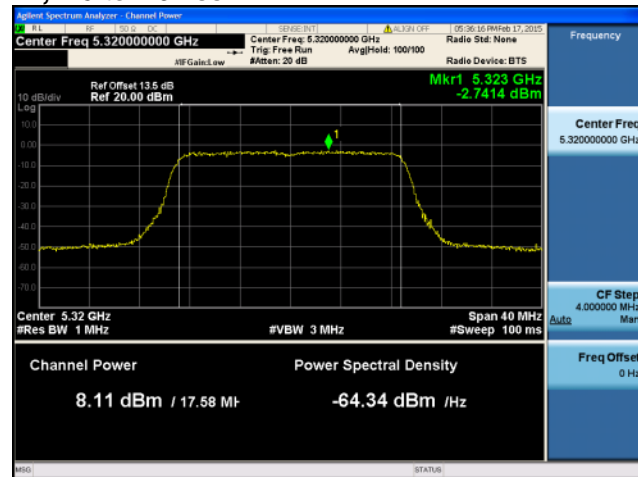 Agilent Spectrum Analyzer - Channel Power
RL RF 50 Ω DC SENSE:INT ALIGN OFF 05:36:16 PM Feb 17, 2015
Center Freq 5.320000000 GHz
Center Freq: 5.320000000 GHz
Radio Std: None
Trig: Free Run
Avg|Hold: 100/100
#IFGain:Low
#Atten: 20 dB
Radio Device: BTS
Frequency
Ref Offset 13.5 dB
Mkr1 5.323 GHz
10 dB/div
Ref 20.00 dBm
-2.7414 dBm
Log
10.0
1
0.00
-10.0
-20.0
-30.0
-40.0
-50.0
-60.0
-70.0
Center Freq
5.320000000 GHz
Center 5.32 GHz
Span 40 MHz
#Res BW 1 MHz
#VBW 3 MHz
#Sweep 100 ms
CF Step
4.000000 MHz
Auto Man
Channel Power
Power Spectral Density
8.11 dBm / 17.58 MH
-64.34 dBm /Hz
Freq Offset
0 Hz
MSG
STATUS